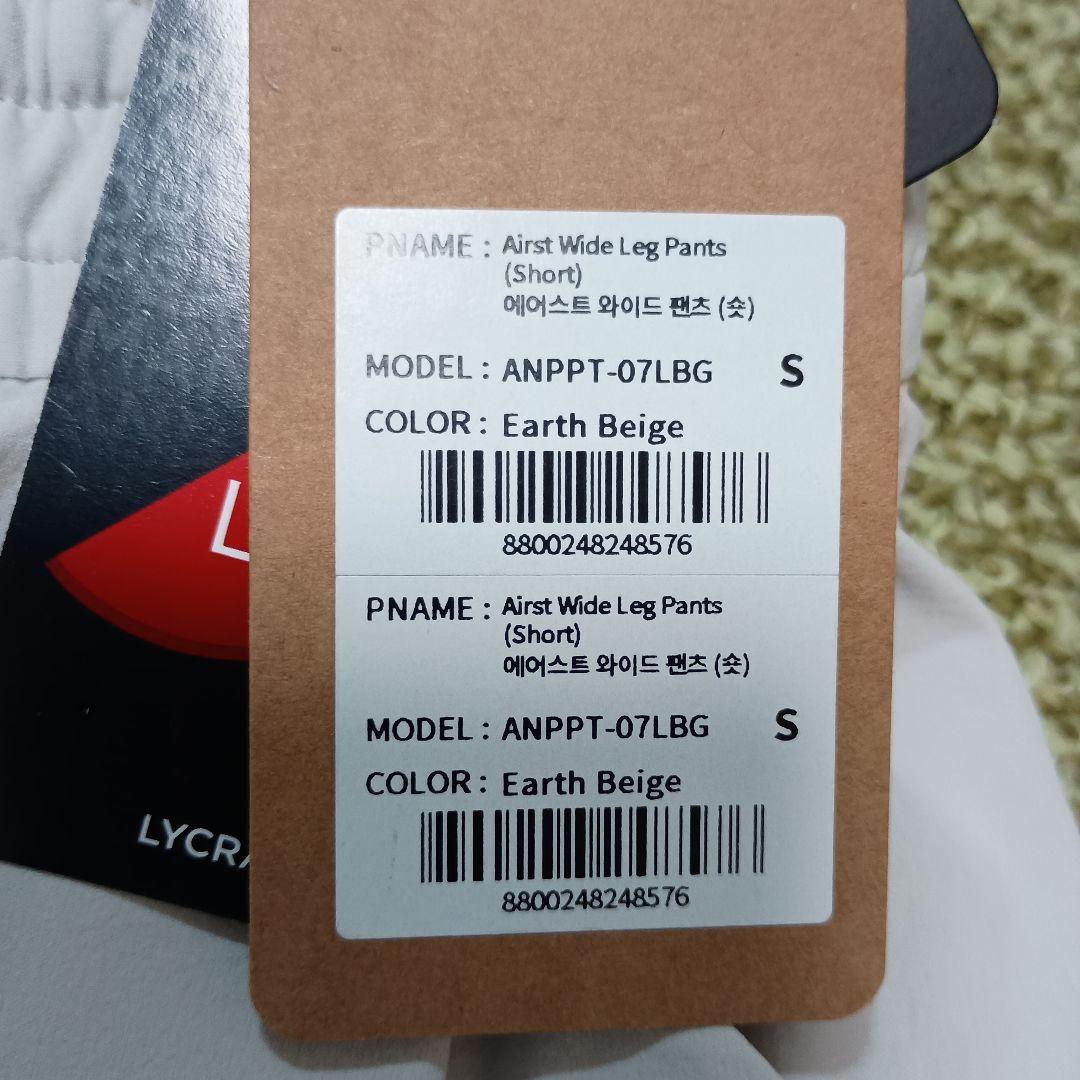 PNAME : Airst Wide Leg Pants
(Short)
에어스트 와이드 팬츠 (숏)
MODEL : ANPPT-07LBG S
COLOR : Earth Beige
8800248248576
PNAME : Airst Wide Leg Pants
(Short)
에어스트 와이드 팬츠 (숏)
MODEL : ANPPT-07LBG S
COLOR : Earth Beige
8800248248576
L
LYCRA